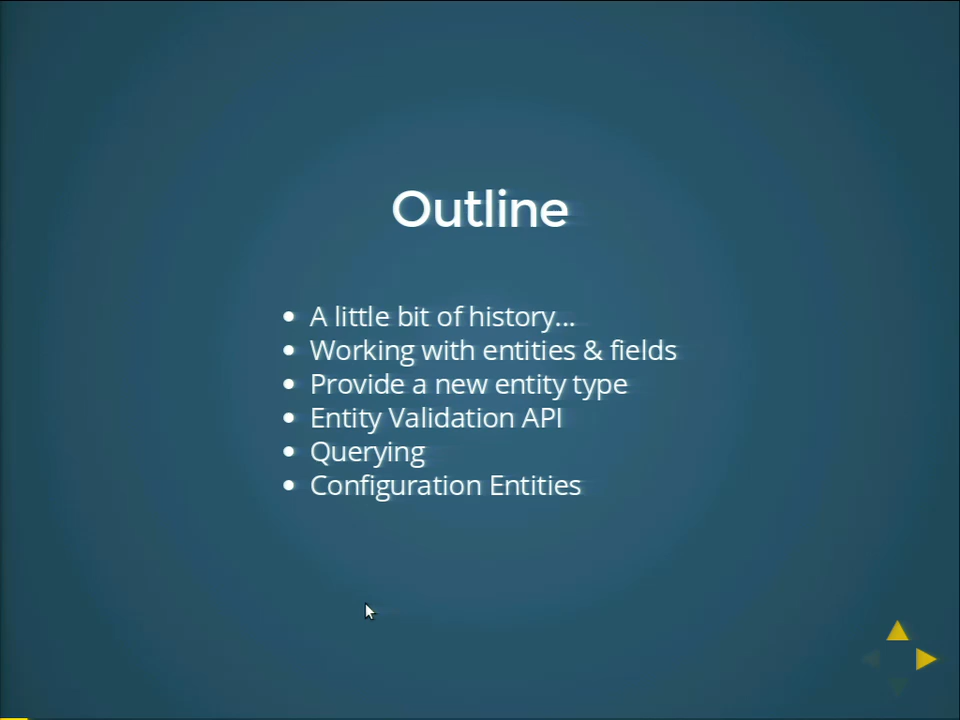 Outline
A little bit of history...
Working with entities & fields
Provide a new entity type
Entity Validation API
Querying
Configuration Entities